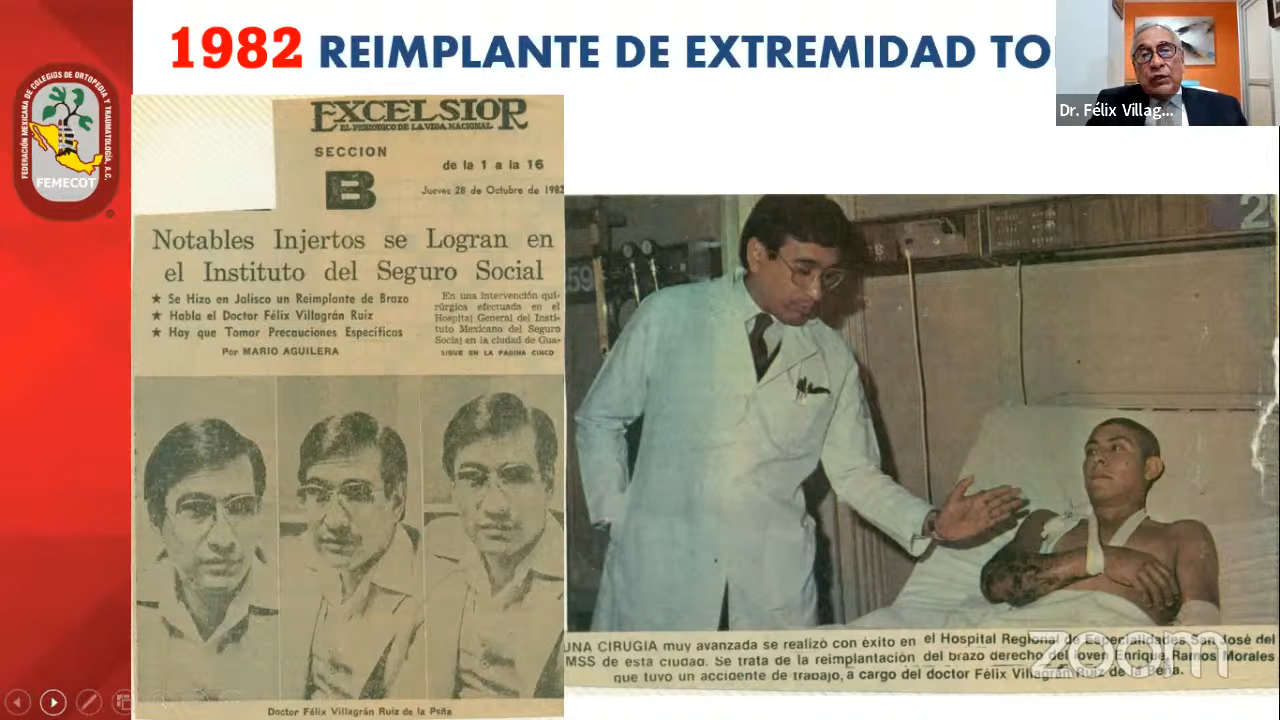 1982 REIMPLANTE DE EXTREMIDAD TO
Dr. Félix Villag...
FEDERACIÓN MEXICANA DE COLEGIOS DE ORTOPEDIA Y TRAUMATOLOGÍA, A.C.
FEMECOT
EXCELSIOR
EL PERIODICO DE LA VIDA NACIONAL
SECCION
B
de la 1 a la 16
Jueves 28 de Octubre de 1982
Notables Injertos se Logran en
el Instituto del Seguro Social
★ Se Hizo en Jalisco un Reimplante de Brazo
★ Habla el Doctor Félix Villagrán Ruiz
★ Hay que Tomar Precauciones Específicas
Por MARIO AGUILERA
En una intervención qui-
rúrgica efectuada en el
Hospital General del Insti-
tuto Mexicano del Seguro
Social en la ciudad de Gua-
SIGUE EN LA PAGINA CINCO
Doctor Félix Villagrán Ruiz de la Peña
59
2
UNA CIRUGIA muy avanzada se realizó con éxito en el Hospital Regional de Especialidades San José del
IMSS de esta ciudad. Se trata de la reimplantación del brazo derecho del joven Enrique Ramos Morales
que tuvo un accidente de trabajo, a cargo del doctor Félix Villagrán Ruiz de la Peña.
zoom